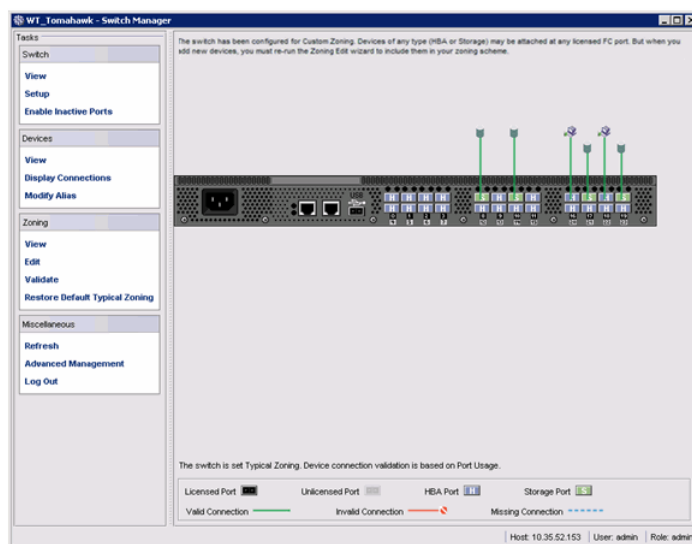 WT_Tomahawk - Switch Manager
Tasks
Switch
View
Setup
Enable Inactive Ports
Devices
View
Display Connections
Modify Alias
Zoning
View
Edit
Validate
Restore Default Typical Zoning
Miscellaneous
Refresh
Advanced Management
Log Out
The switch has been configured for Custom Zoning. Devices of any type (HBA or Storage) may be attached at any licensed FC port. But when you
add new devices, you must re-run the Zoning Edit wizard to include them in your zoning scheme.
USB
The switch is set Typical Zoning. Device connection validation is based on Port Usage.
Licensed Port Unlicensed Port HBA Port H Storage Port S
Valid Connection Invalid Connection Missing Connection
Host: 10.35.52.153 User: admin Role: admin